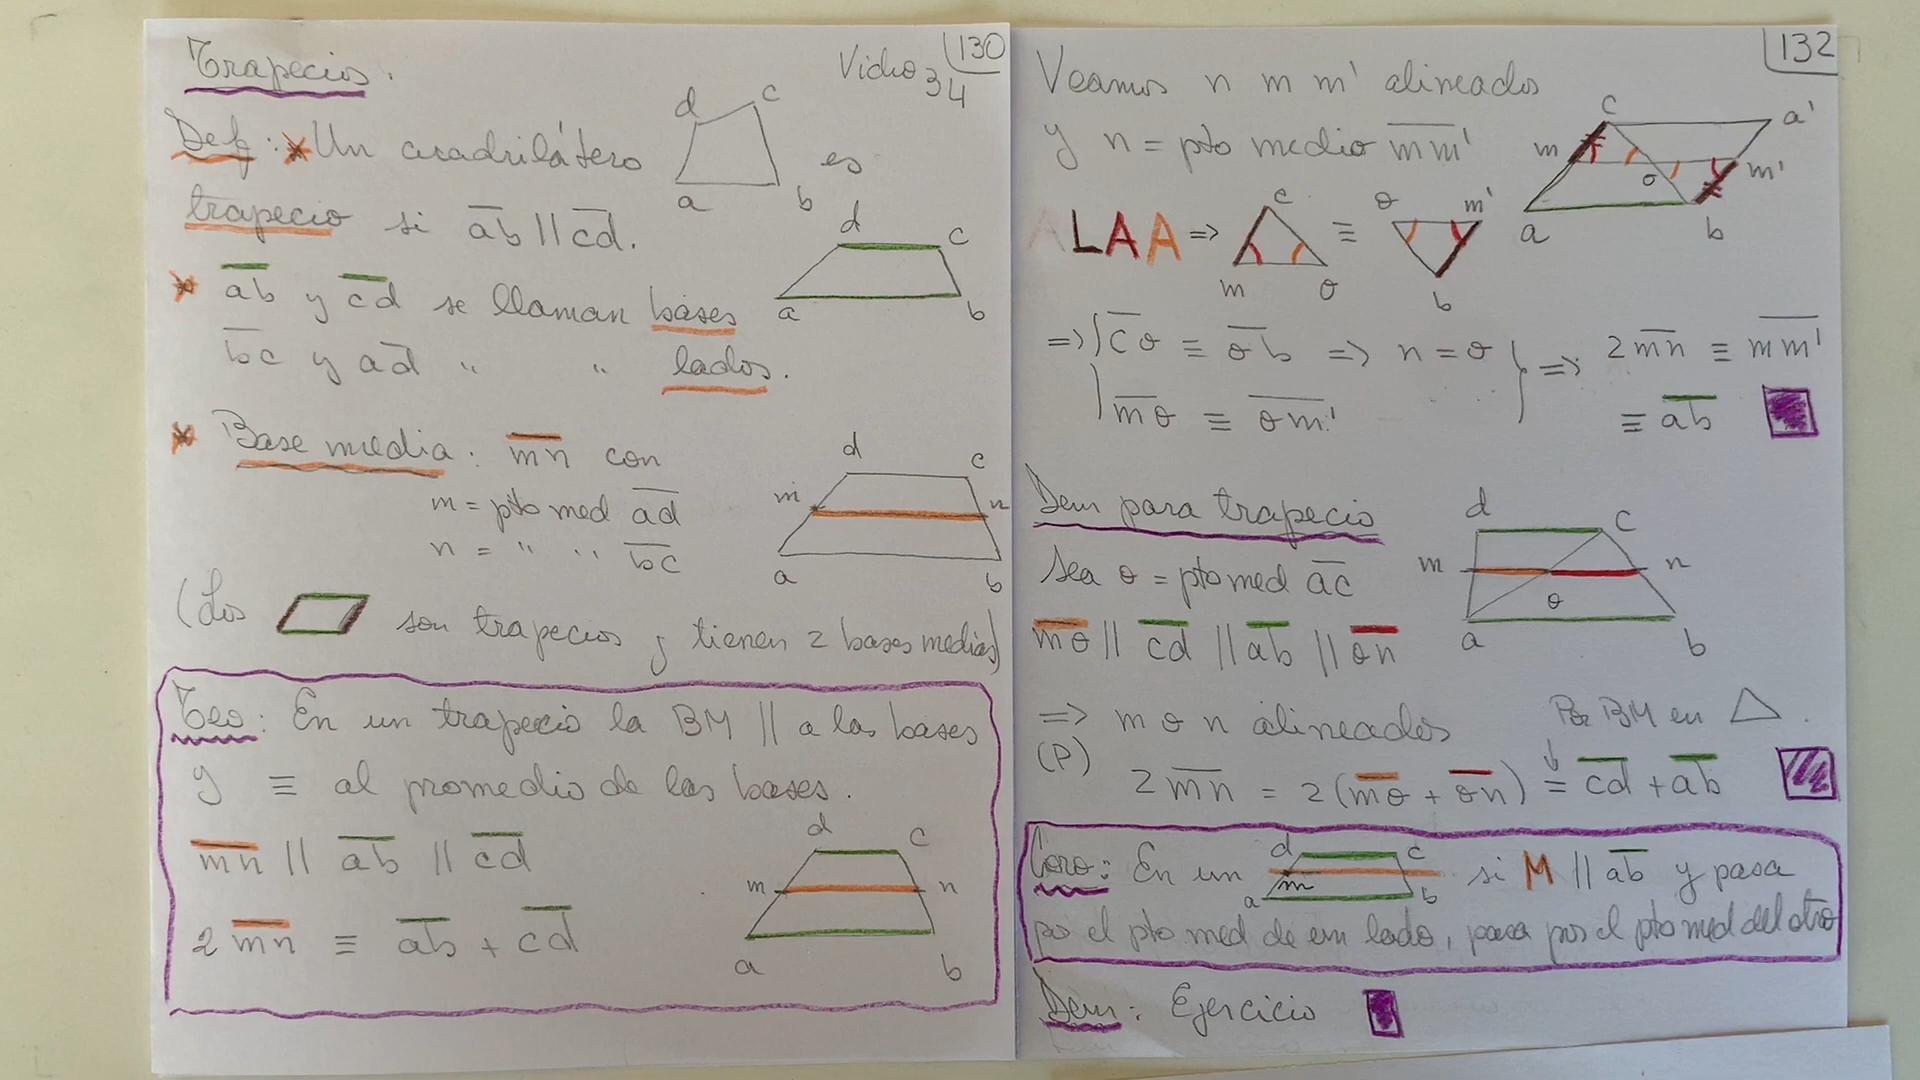 Trapecios.
Video 34
130
Def: * Un cuadrilátero
d c a b
es
trapecio si ab // cd.
d c a b
* ab y cd se llaman bases
bc y ad " " lados.
* Base media: mn con
m = pto med ad
n = " " bc
d c m n a b
(Los
son trapecios y tienen 2 bases medias)
Teo: En un trapecio la BM // a las bases
y ≡ al promedio de las bases.
mn // ab // cd
2 mn ≡ ab + cd
d c m n a b
132
Veamos n m m' alineados
y n = pto medio mm'
c a' m o m' a b
ALAA => c m o ≡ o m' b
=> co ≡ ob => n = o } => 2mn ≡ mm'
mo ≡ om' ≡ ab
Dem para trapecio
Sea o = pto med ac
d c m n o a b
mo // cd // ab // on
=> m o n alineados
(P)
Por BM en △.
2 mn = 2(mo + on) = cd + ab
Coro: En un d c m a b si M // ab y pasa
por el pto med de un lado, pasa por el pto med del otro
Dem: Ejercicio